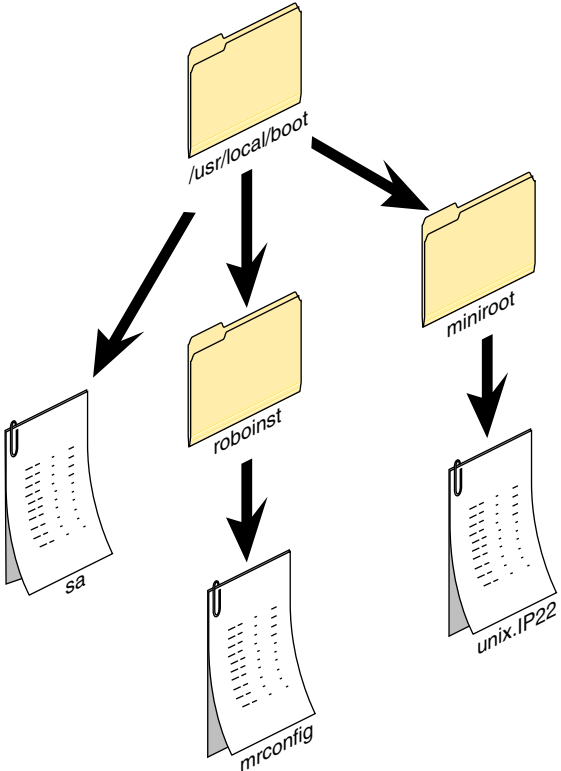 /usr/local/boot
miniroot
roboinst
sa
unix.IP22
mrconfig